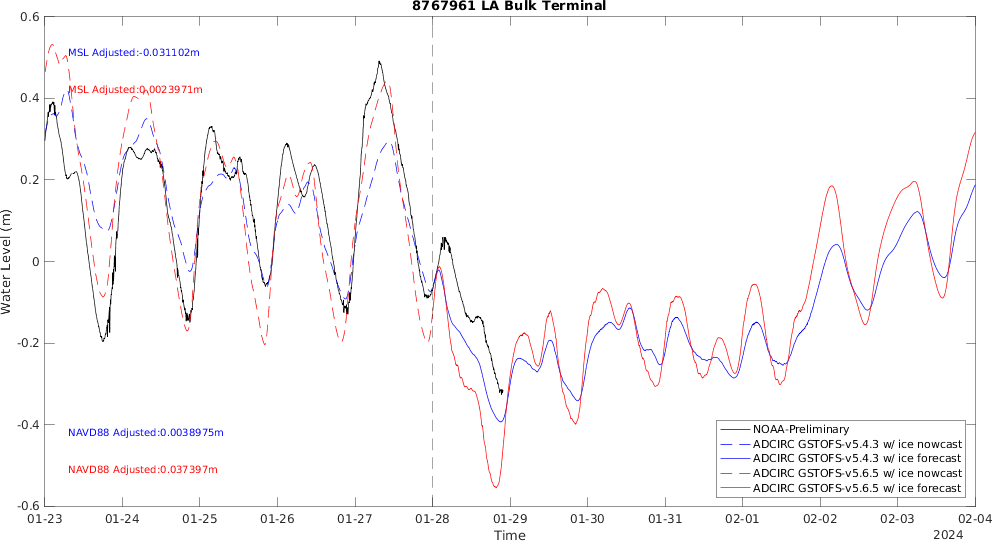 8767961 LA Bulk Terminal
0.6
MSL Adjusted:-0.031102m
MSL Adjusted:0.0023971m
0.4
0.2
0
-0.2
-0.4
-0.6
Water Level (m)
NAVD88 Adjusted:0.0038975m
NAVD88 Adjusted:0.037397m
NOAA-Preliminary
ADCIRC GSTOFS-v5.4.3 w/ ice nowcast
ADCIRC GSTOFS-v5.4.3 w/ ice forecast
ADCIRC GSTOFS-v5.6.5 w/ ice nowcast
ADCIRC GSTOFS-v5.6.5 w/ ice forecast
01-23 01-24 01-25 01-26 01-27 01-28 01-29 01-30 01-31 02-01 02-02 02-03 02-04
Time
2024